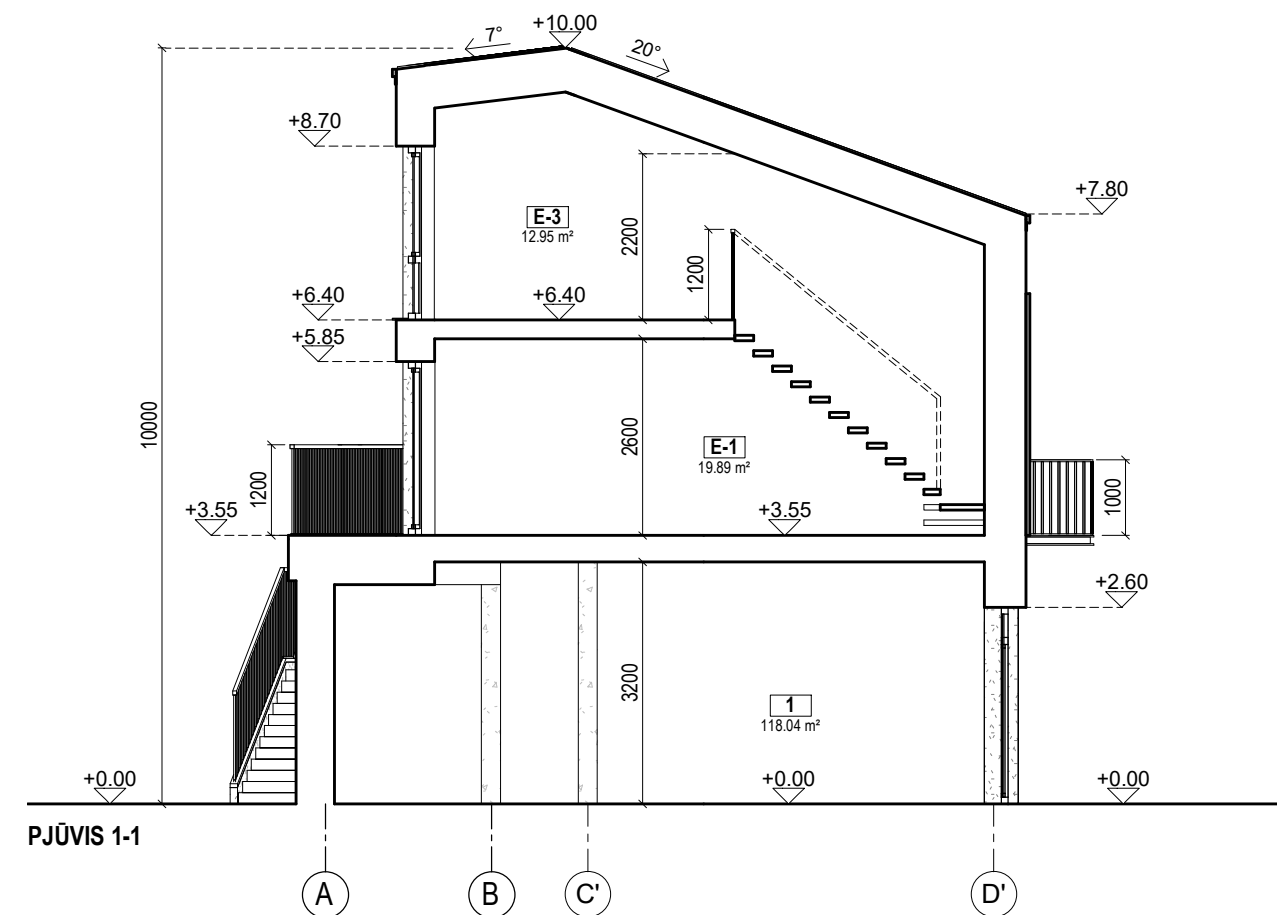 +10.00
7°
20°
+8.70
+7.80
E-3
12.95 m²
2200
1200
+6.40
+6.40
+5.85
10000
2600
E-1
19.89 m²
1200
1000
+3.55
+3.55
+2.60
3200
1
118.04 m²
+0.00
+0.00
+0.00
PJŪVIS 1-1
A
B
C'
D'